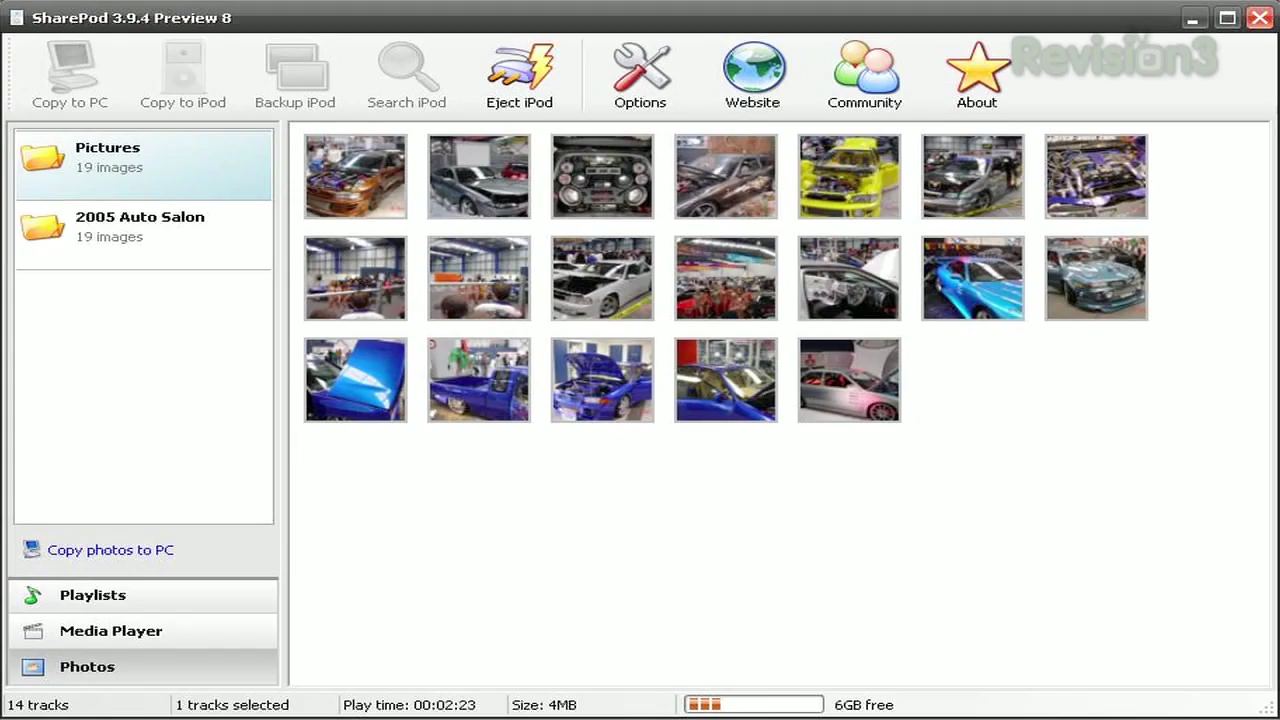 SharePod 3.9.4 Preview 8
Copy to PC
Copy to iPod
Backup iPod
Search iPod
Eject iPod
Options
Website
Community
About
Revision3
Pictures
19 images
2005 Auto Salon
19 images
Copy photos to PC
Playlists
Media Player
Photos
14 tracks
1 tracks selected
Play time: 00:02:23
Size: 4MB
6GB free